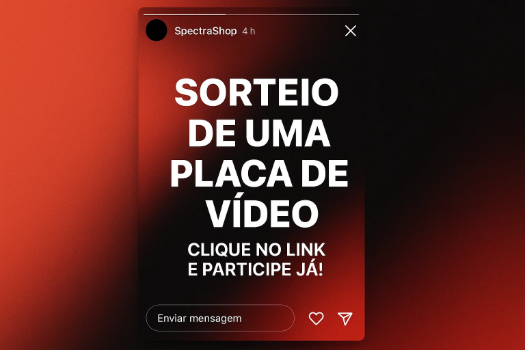 SpectraShop 4 h
SORTEIO
DE UMA
PLACA DE
VÍDEO
CLIQUE NO LINK
E PARTICIPE JÁ!
Enviar mensagem